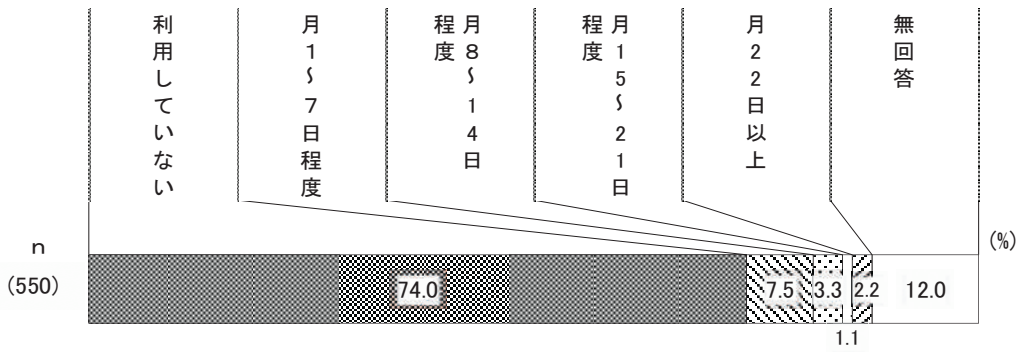 利用していない
月1～7日程度
月8～14日
程度
月15～21日
程度
月22日以上
無回答
(%)
n
(550)
74.0
7.5
3.3
1.1
2.2
12.0